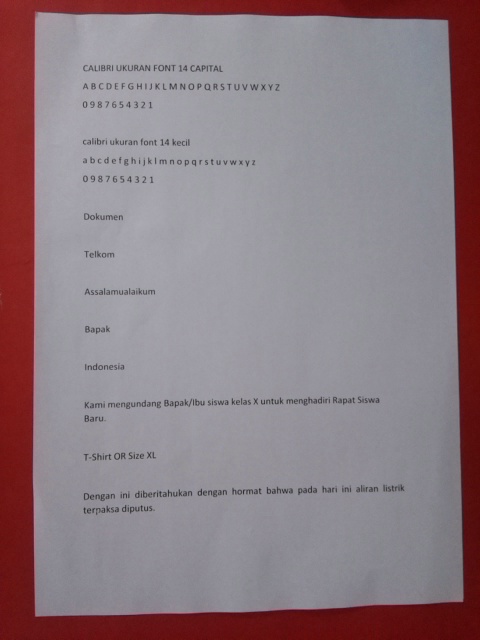 CALIBRI UKURAN FONT 14 CAPITAL
A B C D E F G H I J K L M N O P Q R S T U V W X Y Z
0 9 8 7 6 5 4 3 2 1
calibri ukuran font 14 kecil
a b c d e f g h i j k l m n o p q r s t u v w x y z
0 9 8 7 6 5 4 3 2 1
Dokumen
Telkom
Assalamualaikum
Bapak
Indonesia
Kami mengundang Bapak/Ibu siswa kelas X untuk menghadiri Rapat Siswa
Baru.
T-Shirt OR Size XL
Dengan ini diberitahukan dengan hormat bahwa pada hari ini aliran listrik
terpaksa diputus.